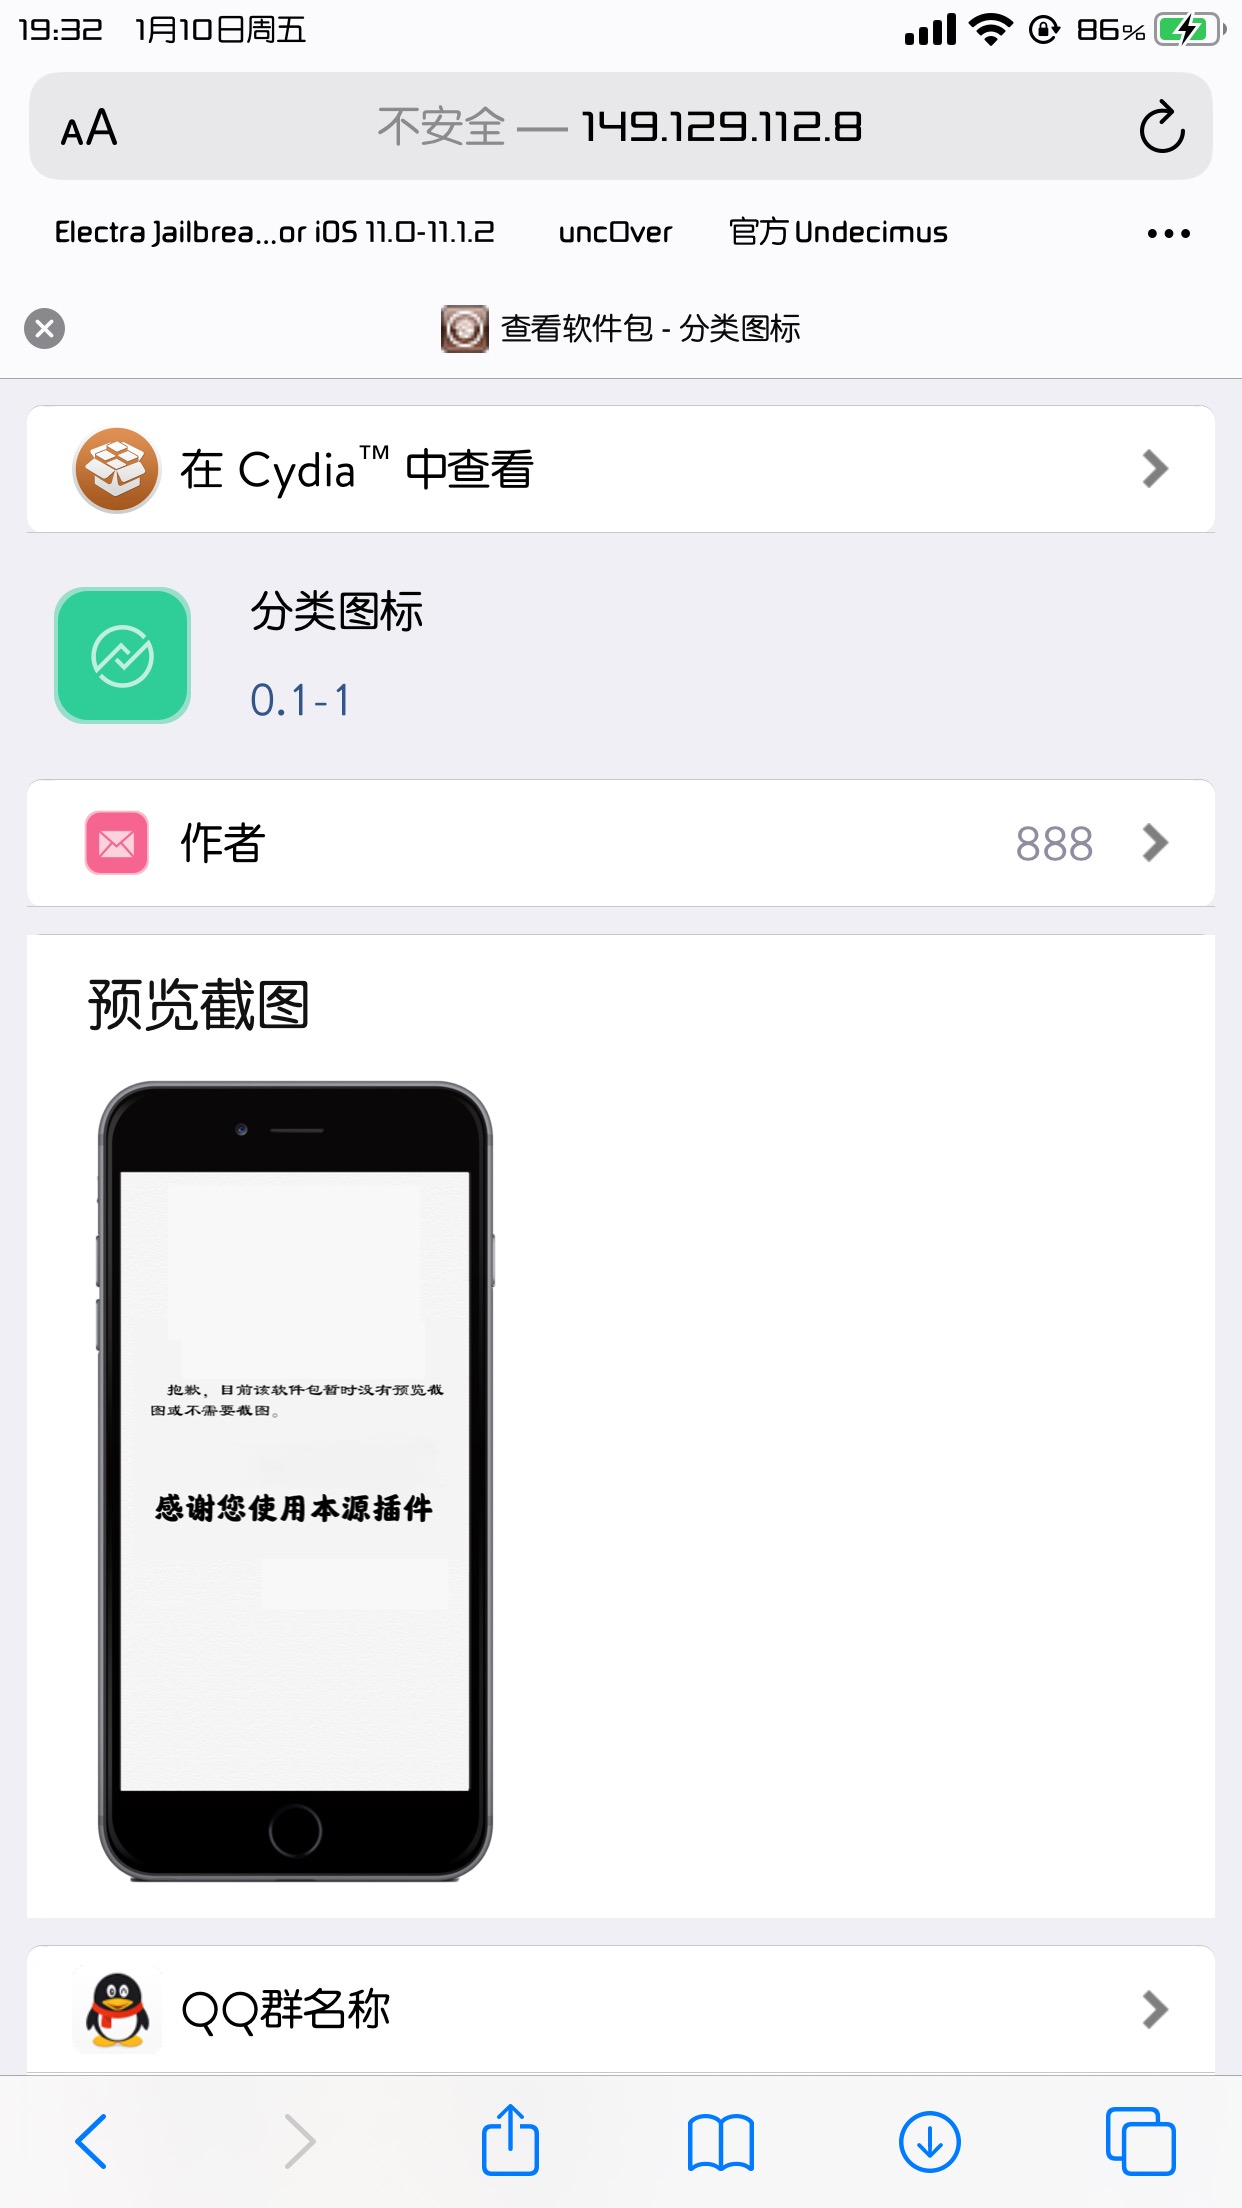 19:32 1月10日周五 86%
AA 不安全 — 149.129.112.8
Electra Jailbrea...or iOS 11.0-11.1.2 unc0ver 官方 Undecimus
查看软件包 - 分类图标
在 Cydia™ 中查看
分类图标
0.1-1
作者 888
预览截图
抱歉，目前该软件包暂时没有预览截
图或不需要截图。
感谢您使用本源插件
QQ群名称